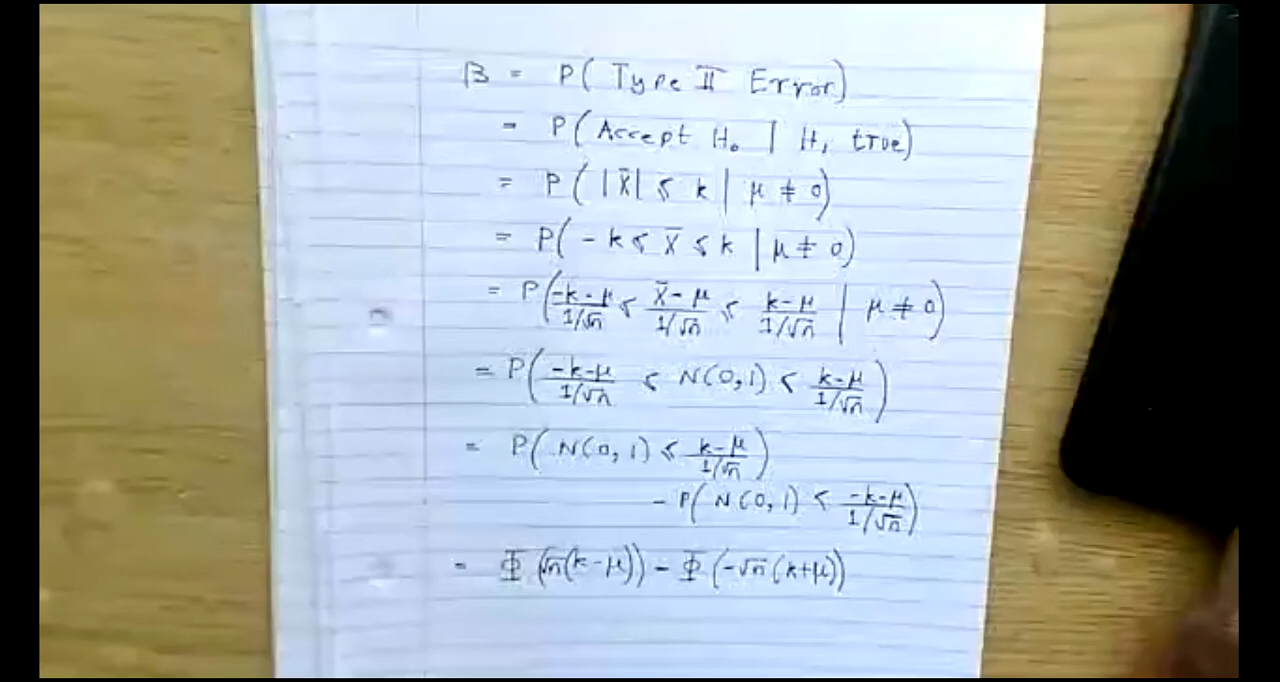 β = P( Type II Error)
= P( Accept H₀ | H₁ true)
= P( |X̄| ≤ k | μ ≠ 0)
= P( -k ≤ X̄ ≤ k | μ ≠ 0)
= P( (-k-μ)/(1/√n) ≤ (X̄-μ)/(1/√n) ≤ (k-μ)/(1/√n) | μ ≠ 0)
= P( (-k-μ)/(1/√n) ≤ N(0,1) ≤ (k-μ)/(1/√n) )
= P( N(0,1) ≤ (k-μ)/(1/√n) )
- P( N(0,1) ≤ (-k-μ)/(1/√n) )
= Φ (√n(k-μ)) - Φ (-√n(k+μ))